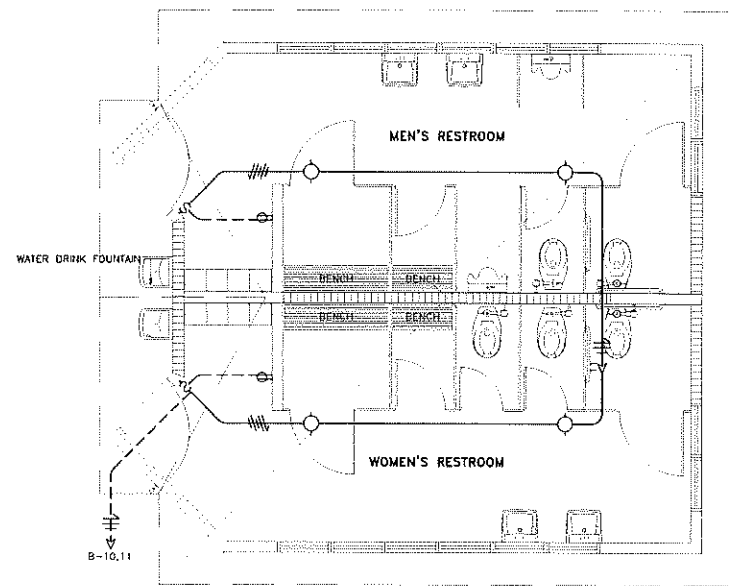 MEN'S RESTROOM
WATER DRINK FOUNTAIN
BENCH BENCH
BENCH BENCH
WOMEN'S RESTROOM
B-10,11